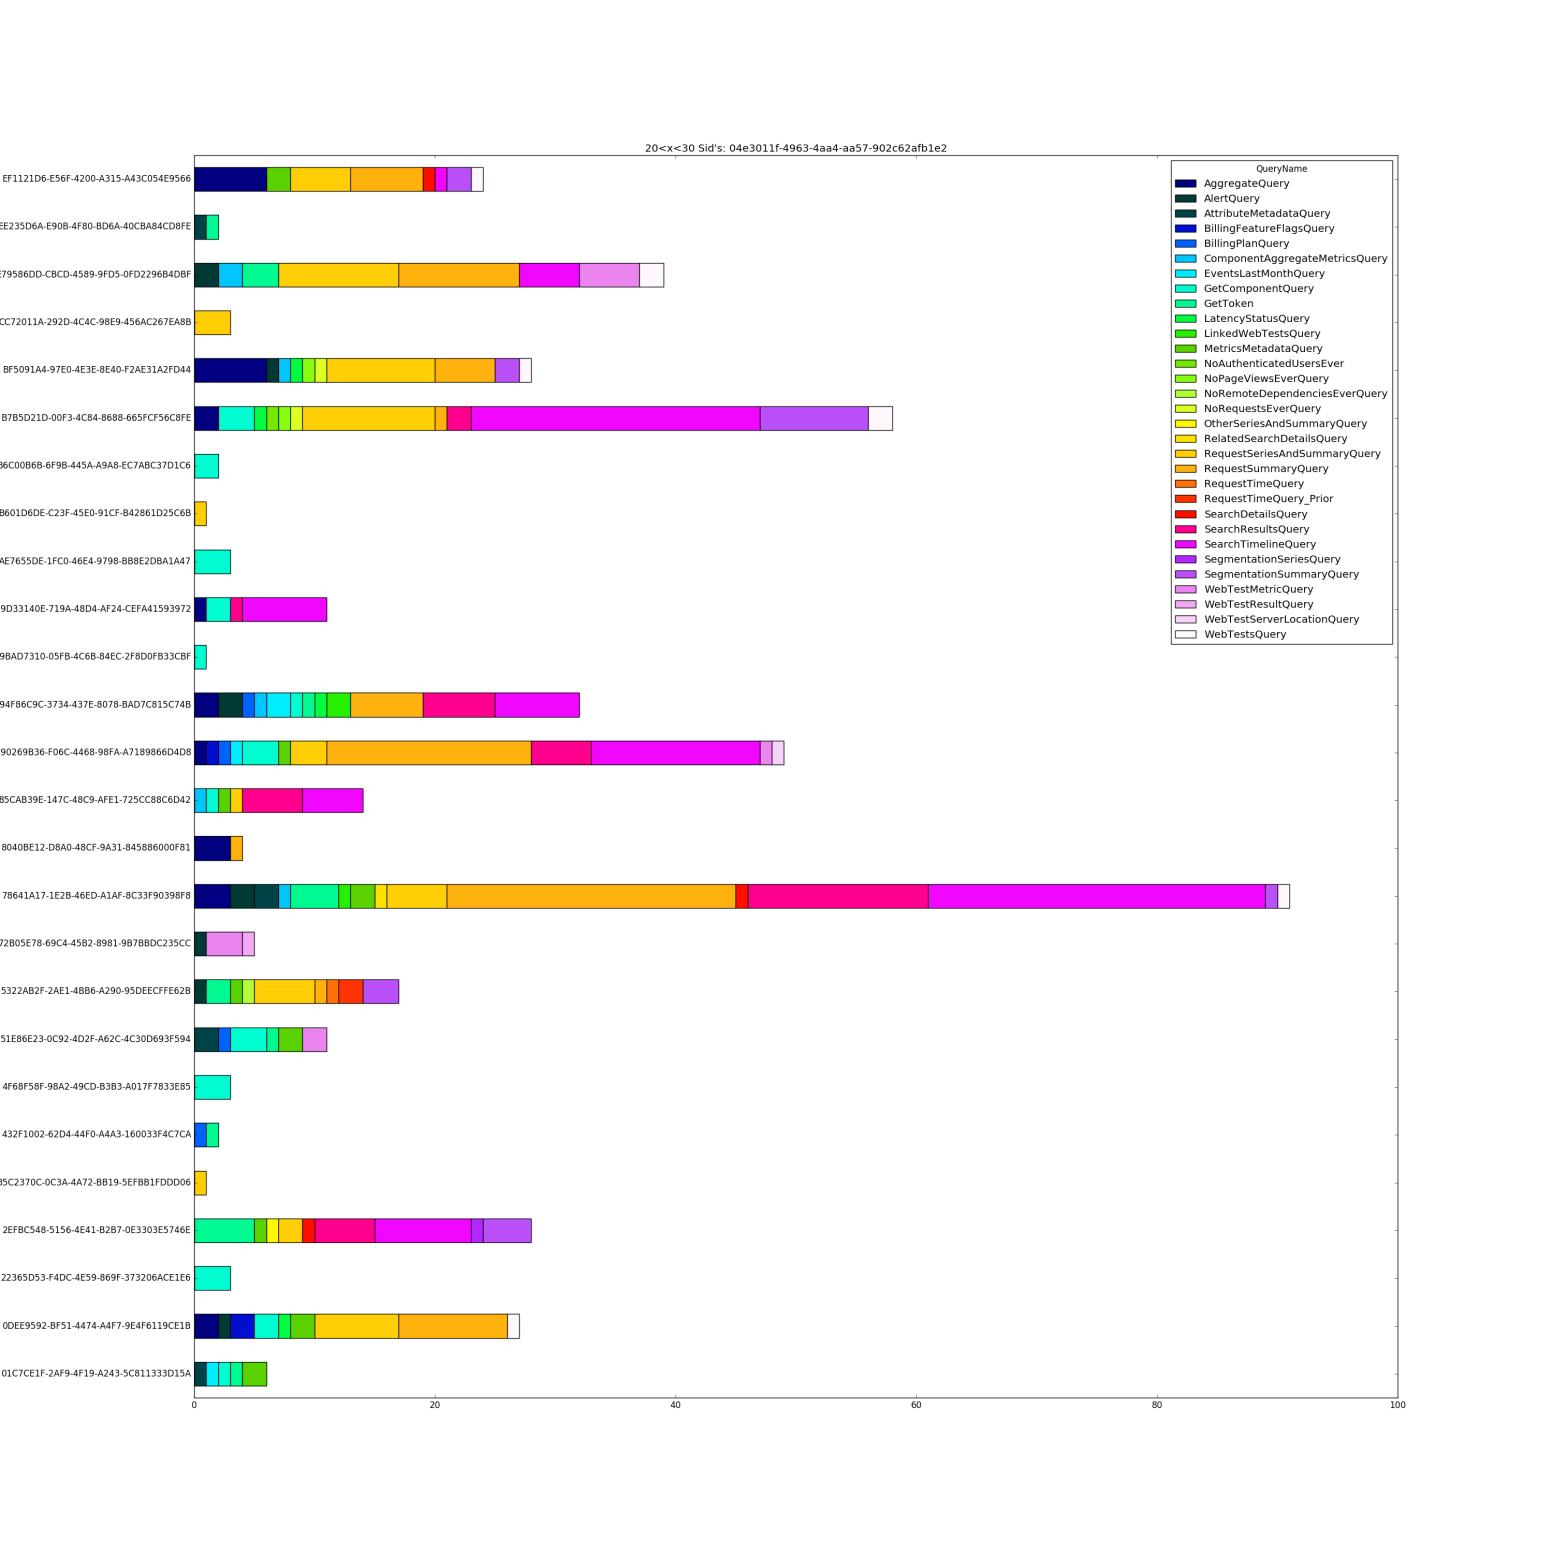 20<x<30 Sid's: 04e3011f-4963-4aa4-aa57-902c62afb1e2
QueryName
AggregateQuery
AlertQuery
AttributeMetadataQuery
BillingFeatureFlagsQuery
BillingPlanQuery
ComponentAggregateMetricsQuery
EventsLastMonthQuery
GetComponentQuery
GetToken
LatencyStatusQuery
LinkedWebTestsQuery
MetricsMetadataQuery
NoAuthenticatedUsersEver
NoPageViewsEverQuery
NoRemoteDependenciesEverQuery
NoRequestsEverQuery
OtherSeriesAndSummaryQuery
RelatedSearchDetailsQuery
RequestSeriesAndSummaryQuery
RequestSummaryQuery
RequestTimeQuery
RequestTimeQuery_Prior
SearchDetailsQuery
SearchResultsQuery
SearchTimelineQuery
SegmentationSeriesQuery
SegmentationSummaryQuery
WebTestMetricQuery
WebTestResultQuery
WebTestServerLocationQuery
WebTestsQuery
EF1121D6-E56F-4200-A315-A43C054E9566
EE235D6A-E90B-4F80-BD6A-40CBA84CD8FE
E79586DD-CBCD-4589-9FD5-0FD2296B4DBF
CC72011A-292D-4C4C-98E9-456AC267EA8B
BF5091A4-97E0-4E3E-8E40-F2AE31A2FD44
B7B5D21D-00F3-4C84-8688-665FCF56C8FE
B6C00B6B-6F9B-445A-A9A8-EC7ABC37D1C6
B601D6DE-C23F-45E0-91CF-B42861D25C6B
AE7655DE-1FC0-46E4-9798-BB8E2DBA1A47
9D33140E-719A-48D4-AF24-CEFA41593972
9BAD7310-05FB-4C6B-84EC-2F8D0FB33CBF
94F86C9C-3734-437E-8078-BAD7C815C74B
90269B36-F06C-4468-98FA-A7189866D4D8
85CAB39E-147C-48C9-AFE1-725CC88C6D42
8040BE12-D8A0-48CF-9A31-845886000F81
78641A17-1E2B-46ED-A1AF-8C33F90398F8
72B05E78-69C4-45B2-8981-9B7BBDC235CC
5322AB2F-2AE1-4BB6-A290-95DEECFFE62B
51E86E23-0C92-4D2F-A62C-4C30D693F594
4F68F58F-98A2-49CD-B3B3-A017F7833E85
432F1002-62D4-44F0-A4A3-160033F4C7CA
35C2370C-0C3A-4A72-BB19-5EFBB1FDDD06
2EFBC548-5156-4E41-B2B7-0E3303E5746E
22365D53-F4DC-4E59-869F-373206ACE1E6
0DEE9592-BF51-4474-A4F7-9E4F6119CE1B
01C7CE1F-2AF9-4F19-A243-5C811333D15A
0 20 40 60 80 100